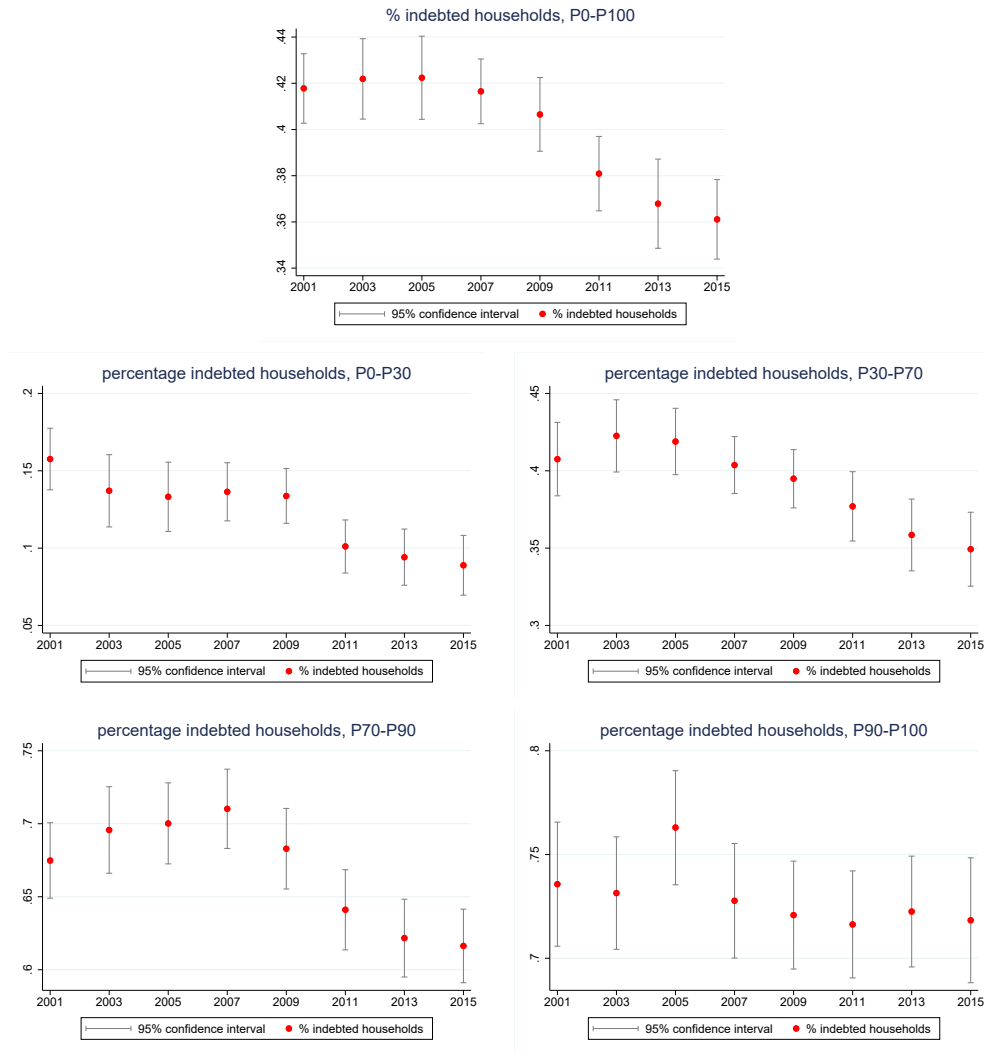 % indebted households, P0-P100
.44
.42
.4
.38
.36
.34
2001 2003 2005 2007 2009 2011 2013 2015
95% confidence interval % indebted households
percentage indebted households, P0-P30
.2
.15
.1
.05
2001 2003 2005 2007 2009 2011 2013 2015
95% confidence interval % indebted households
percentage indebted households, P30-P70
.45
.4
.35
.3
2001 2003 2005 2007 2009 2011 2013 2015
95% confidence interval % indebted households
percentage indebted households, P70-P90
.75
.7
.65
.6
2001 2003 2005 2007 2009 2011 2013 2015
95% confidence interval % indebted households
percentage indebted households, P90-P100
.8
.75
.7
2001 2003 2005 2007 2009 2011 2013 2015
95% confidence interval % indebted households